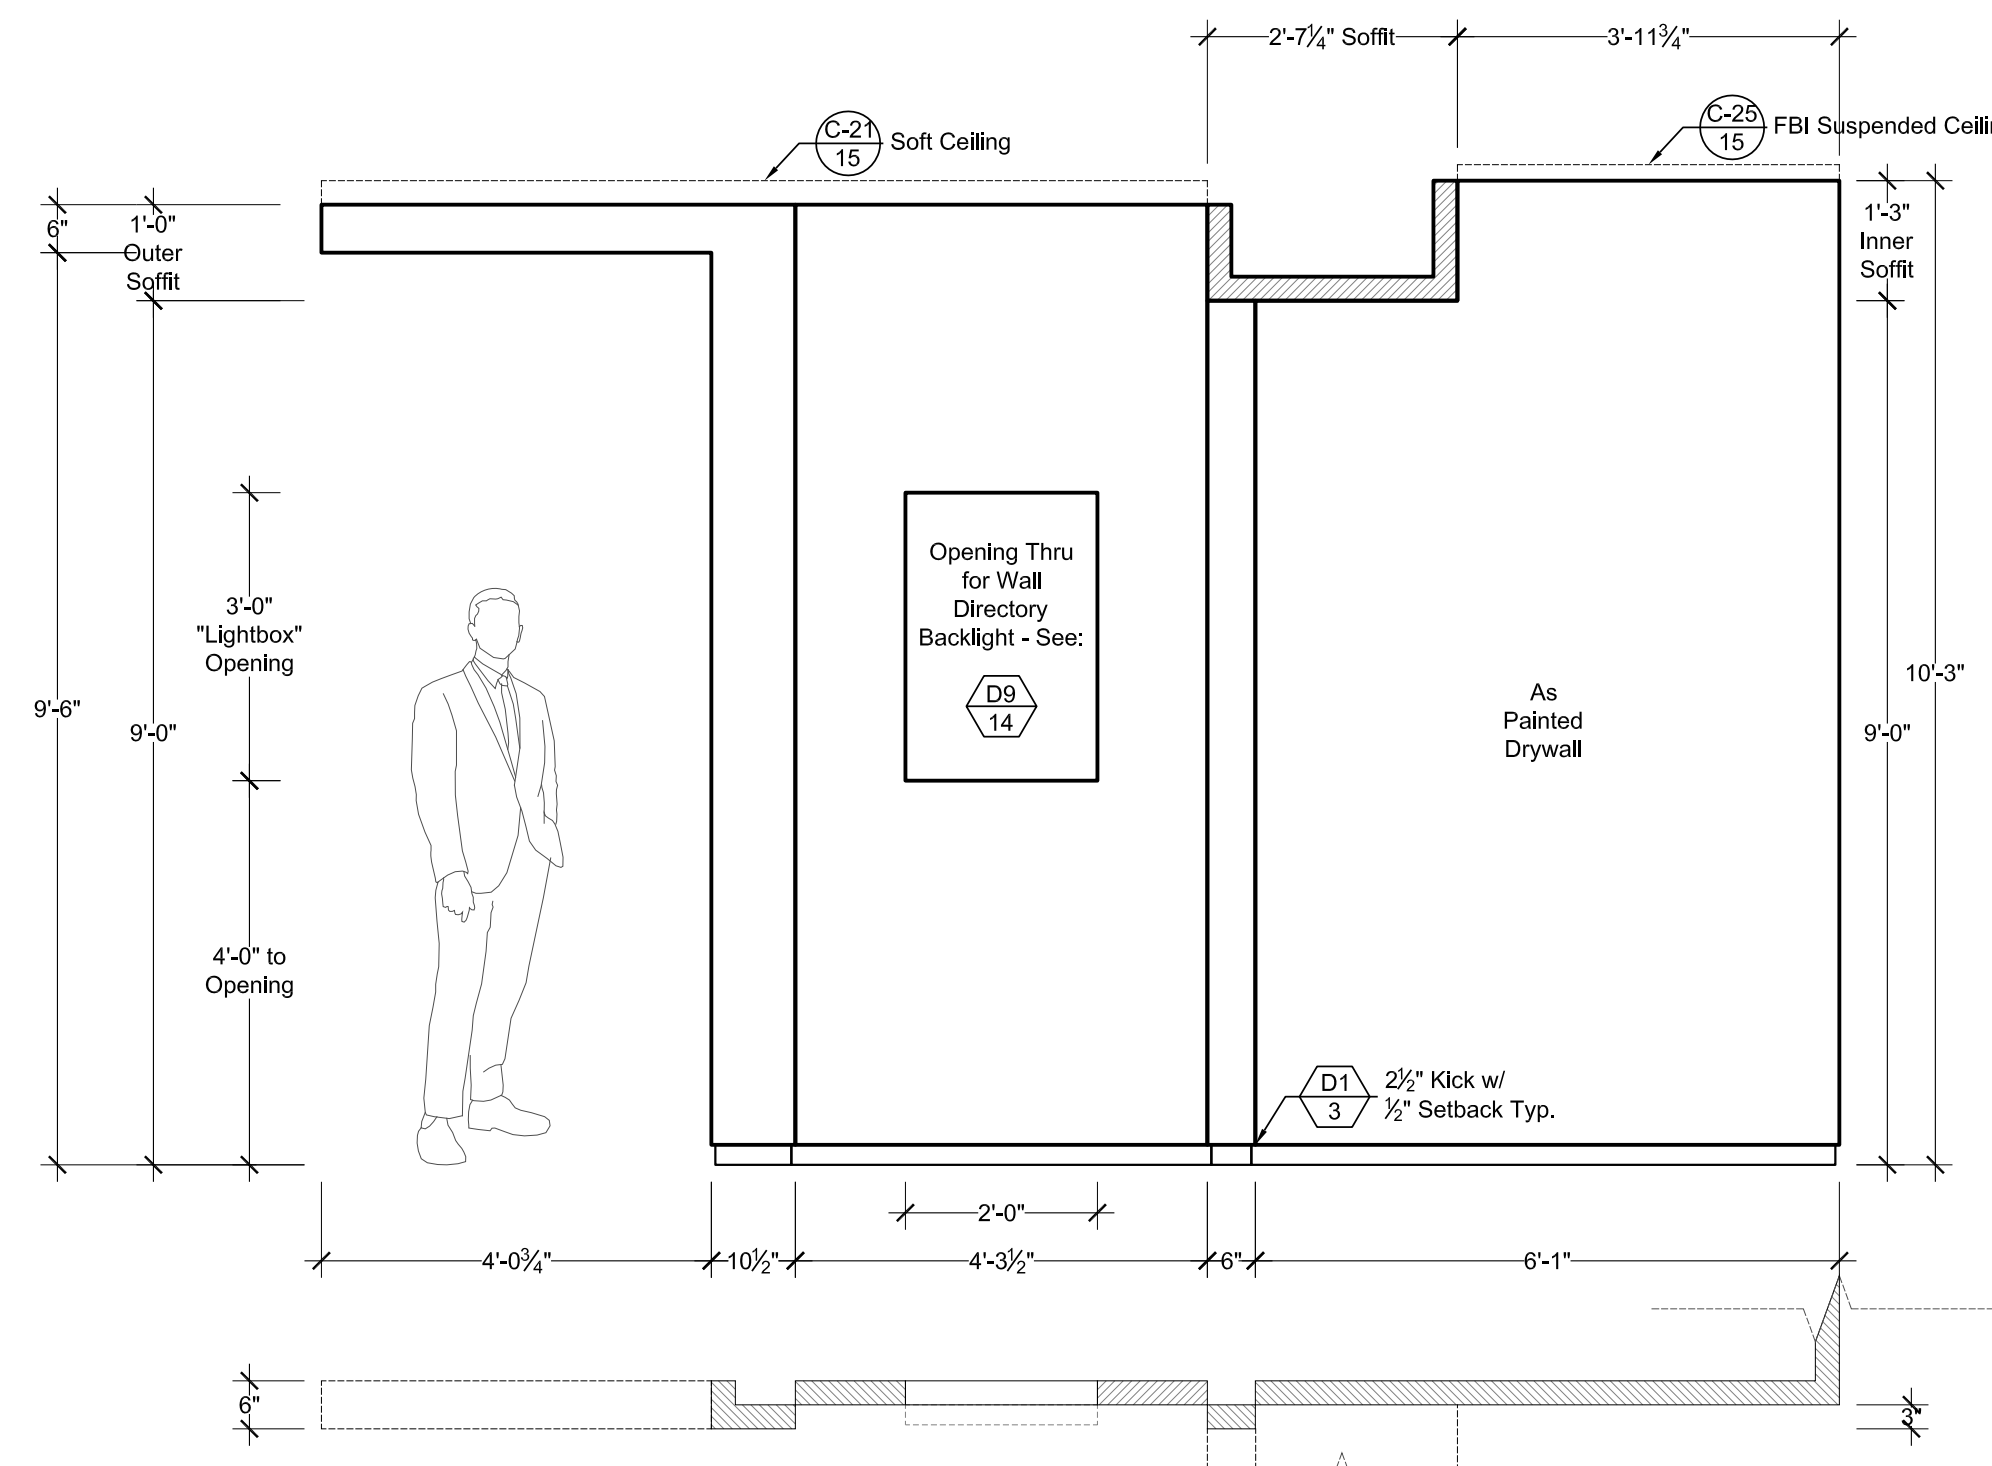 2'-7¼" Soffit
3'-11¾"
C-21
15
Soft Ceiling
C-25
15
FBI Suspended Ceilin
6"
1'-0"
Outer
Soffit
1'-3"
Inner
Soffit
3'-0"
"Lightbox"
Opening
9'-6"
9'-0"
Opening Thru
for Wall
Directory
Backlight - See:
D9
14
As
Painted
Drywall
10'-3"
9'-0"
4'-0" to
Opening
D1
3
2½" Kick w/
½" Setback Typ.
2'-0"
4'-0¾"
10½"
4'-3½"
6"
6'-1"
6"
3"